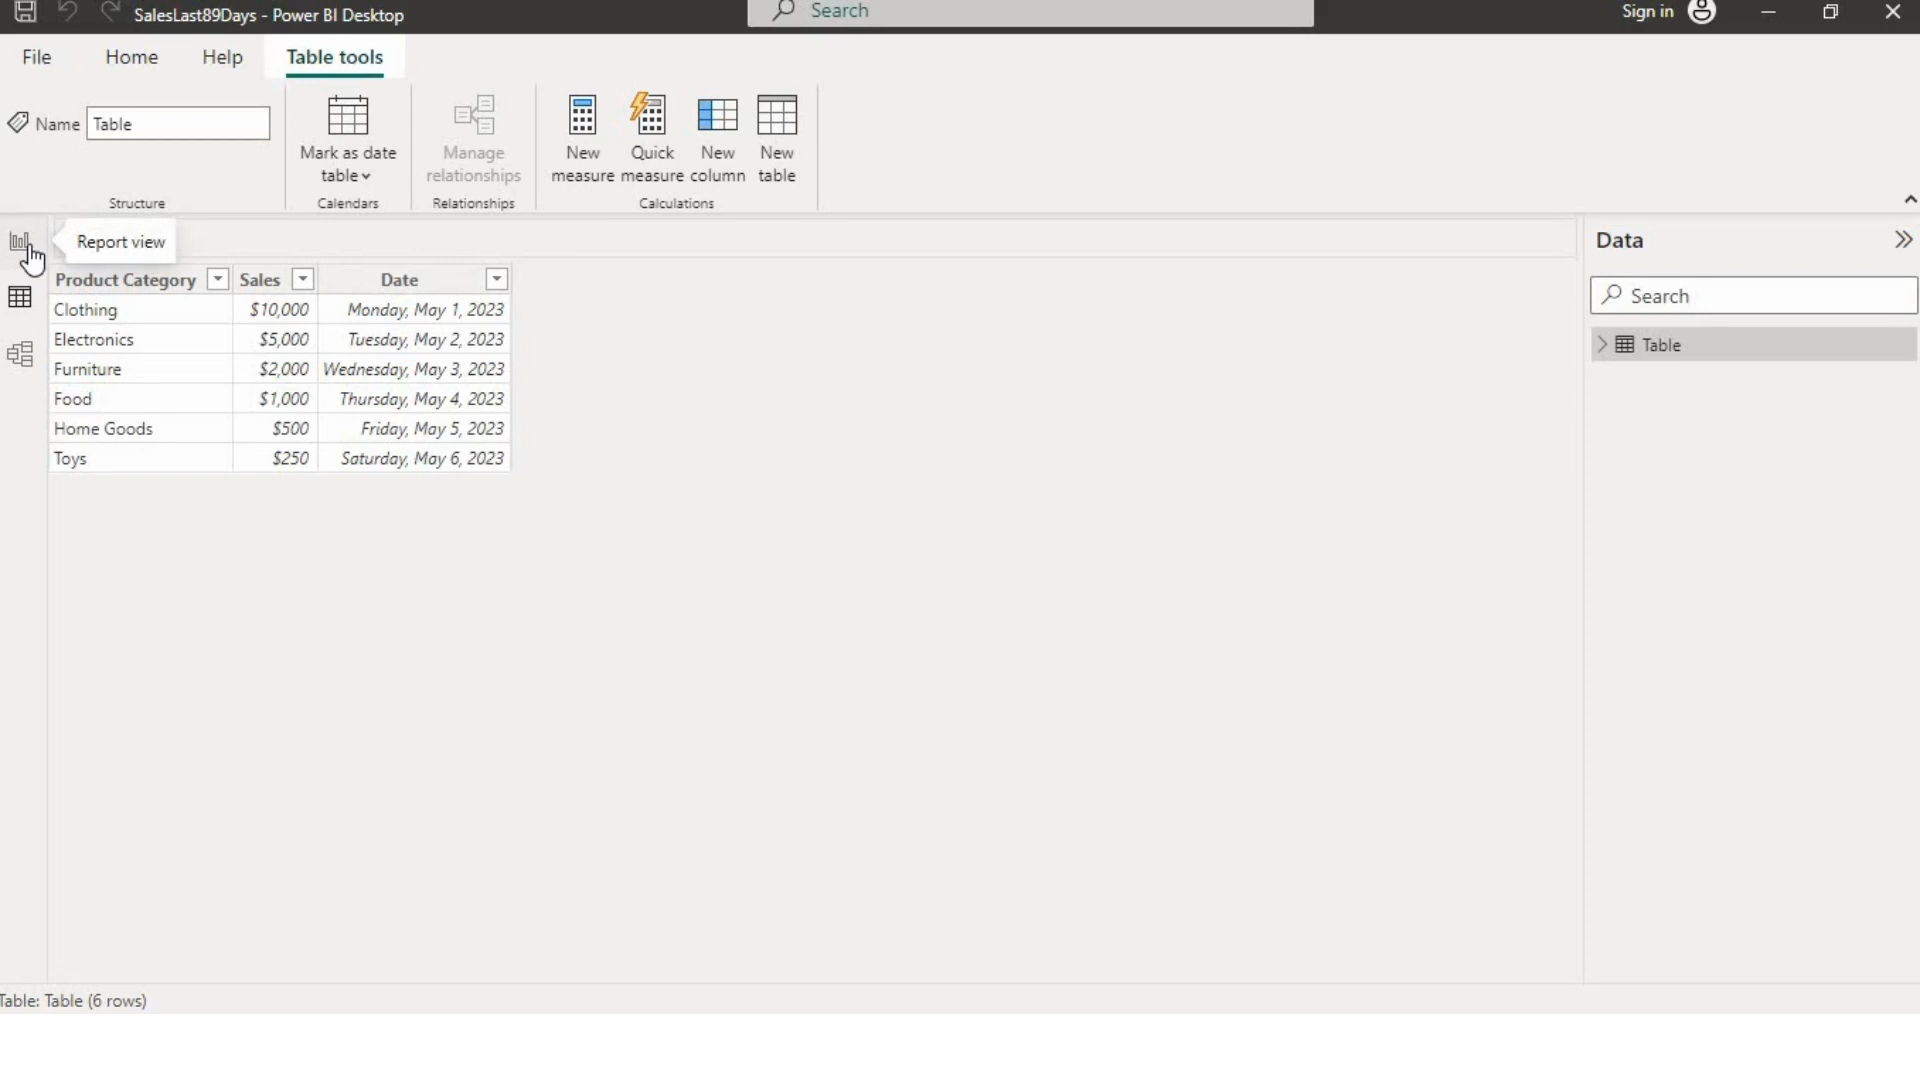 SalesLast89Days - Power BI Desktop
Search
Sign in
File
Home
Help
Table tools
Name
Table
Mark as date
table
Manage
relationships
New
measure
Quick
measure
New
column
New
table
Structure
Calendars
Relationships
Calculations
Report view
Data
Search
Table
Product Category Sales Date
Clothing $10,000 Monday, May 1, 2023
Electronics $5,000 Tuesday, May 2, 2023
Furniture $2,000 Wednesday, May 3, 2023
Food $1,000 Thursday, May 4, 2023
Home Goods $500 Friday, May 5, 2023
Toys $250 Saturday, May 6, 2023
Table: Table (6 rows)